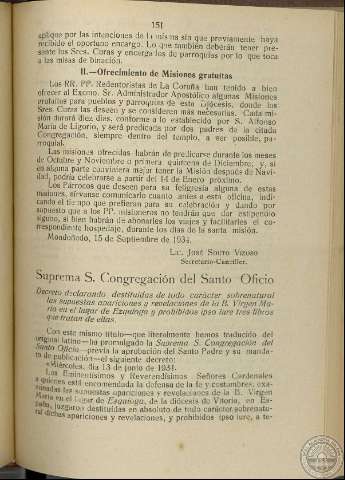 151
aplique por las intenciones de la misma sin que previamente haya
recibido el oportuno encargo. Lo que también deberán tener pre-
sente los Sres. Curas y encargados de parroquias por lo que toca
a las misas de binación.
II.—Ofrecimiento de Misiones gratuitas
Los RR. PP. Redentoristas de La Coruña han tenido a bien
ofrecer al Excmo. Sr. Administrador Apostólico algunas Misiones
gratuitas para pueblos y parroquias de esta Diócesis, donde los
Sres. Curas las deseen y se consideren más necesarias. Cada mi-
sión durará diez días, conforme a lo establecido por S. Alfonso
María de Ligorio, y será predicada por dos padres de la citada
Congregación, siempre dentro del templo, a ser posible, pa-
rroquial.
Las misiones ofrecidas habrán de predicarse durante los meses
de Octubre y Noviembre o primera quincena de Diciembre; y, si
en alguna parte conviniera mejor tener la Misión después de Navi-
dad, podría celebrarse a partir del 14 de Enero próximo.
Los Párrocos que deseen para su feligresía alguna de estas
misiones, sírvanse comunicarlo cuanto antes a esta oficina, indi-
cando el tiempo que prefieran para su celebración y dando por
supuesto que a los PP. misioneros no tendrán que dar estipendio
alguno, si bien habrán de abonarles los viajes y facilitarles el co-
rrespondiente hospedaje, durante los días de la santa misión.
Mondoñedo, 15 de Septiembre de 1934.
Lic. José Souto Vizoso
Secretario-Canciller.
Suprema S. Congregación del Santo Oficio
Decreto declarando destituidas de todo carácter sobrenatural
las supuestas apariciones y revelaciones de la B. Virgen Ma-
ría en el lugar de Ezquioga y prohibidos ipso iure tres libros
que tratan de ellas.
Con este mismo título—que literalmente hemos traducido del
original latino—ha promulgado la Suprema S. Congregación del
Santo Oficio—previa la aprobación del Santo Padre y su manda-
to de publicación—el siguiente decreto:
«Miércoles, día 13 de junio de 1934.
Los Eminentísimos y Reverendísimos Señores Cardenales
a quienes está encomendada la defensa de la fe y costumbres, exa-
minadas las supuestas apariciones y revelaciones de la B. Virgen
María en el lugar de Esquioga, de la diócesis de Vitoria, en Es-
paña, juzgaron destituidas en absoluto de todo carácter sobrenatu-
ral dichas apariciones y revelaciones, y prohibidos ipso iure, a te-